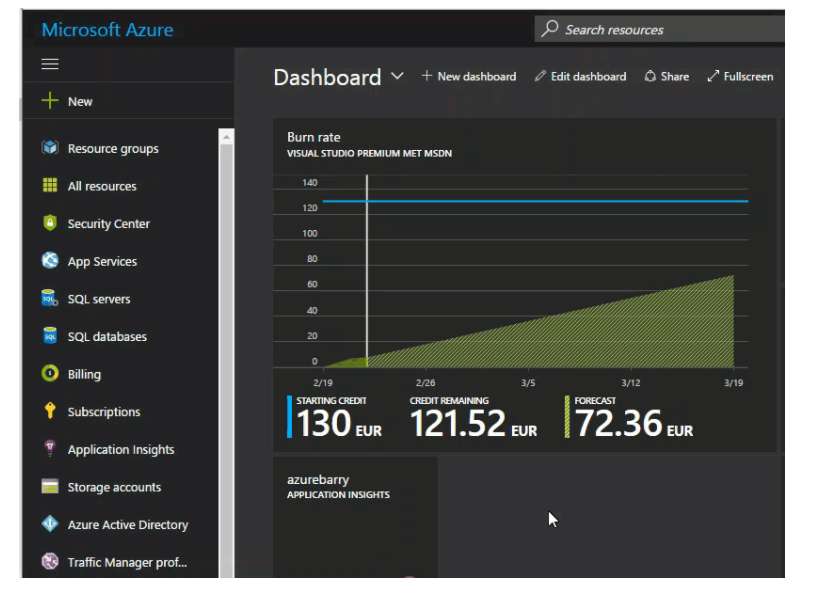 Microsoft Azure
Search resources
New
Resource groups
All resources
Security Center
App Services
SQL servers
SQL databases
Billing
Subscriptions
Application Insights
Storage accounts
Azure Active Directory
Traffic Manager prof...
Dashboard
New dashboard
Edit dashboard
Share
Fullscreen
Burn rate
VISUAL STUDIO PREMIUM MET MSDN
140
120
100
80
60
40
20
0
2/19 2/26 3/5 3/12 3/19
STARTING CREDIT
130 EUR
CREDIT REMAINING
121.52 EUR
FORECAST
72.36 EUR
azurebarry
APPLICATION INSIGHTS